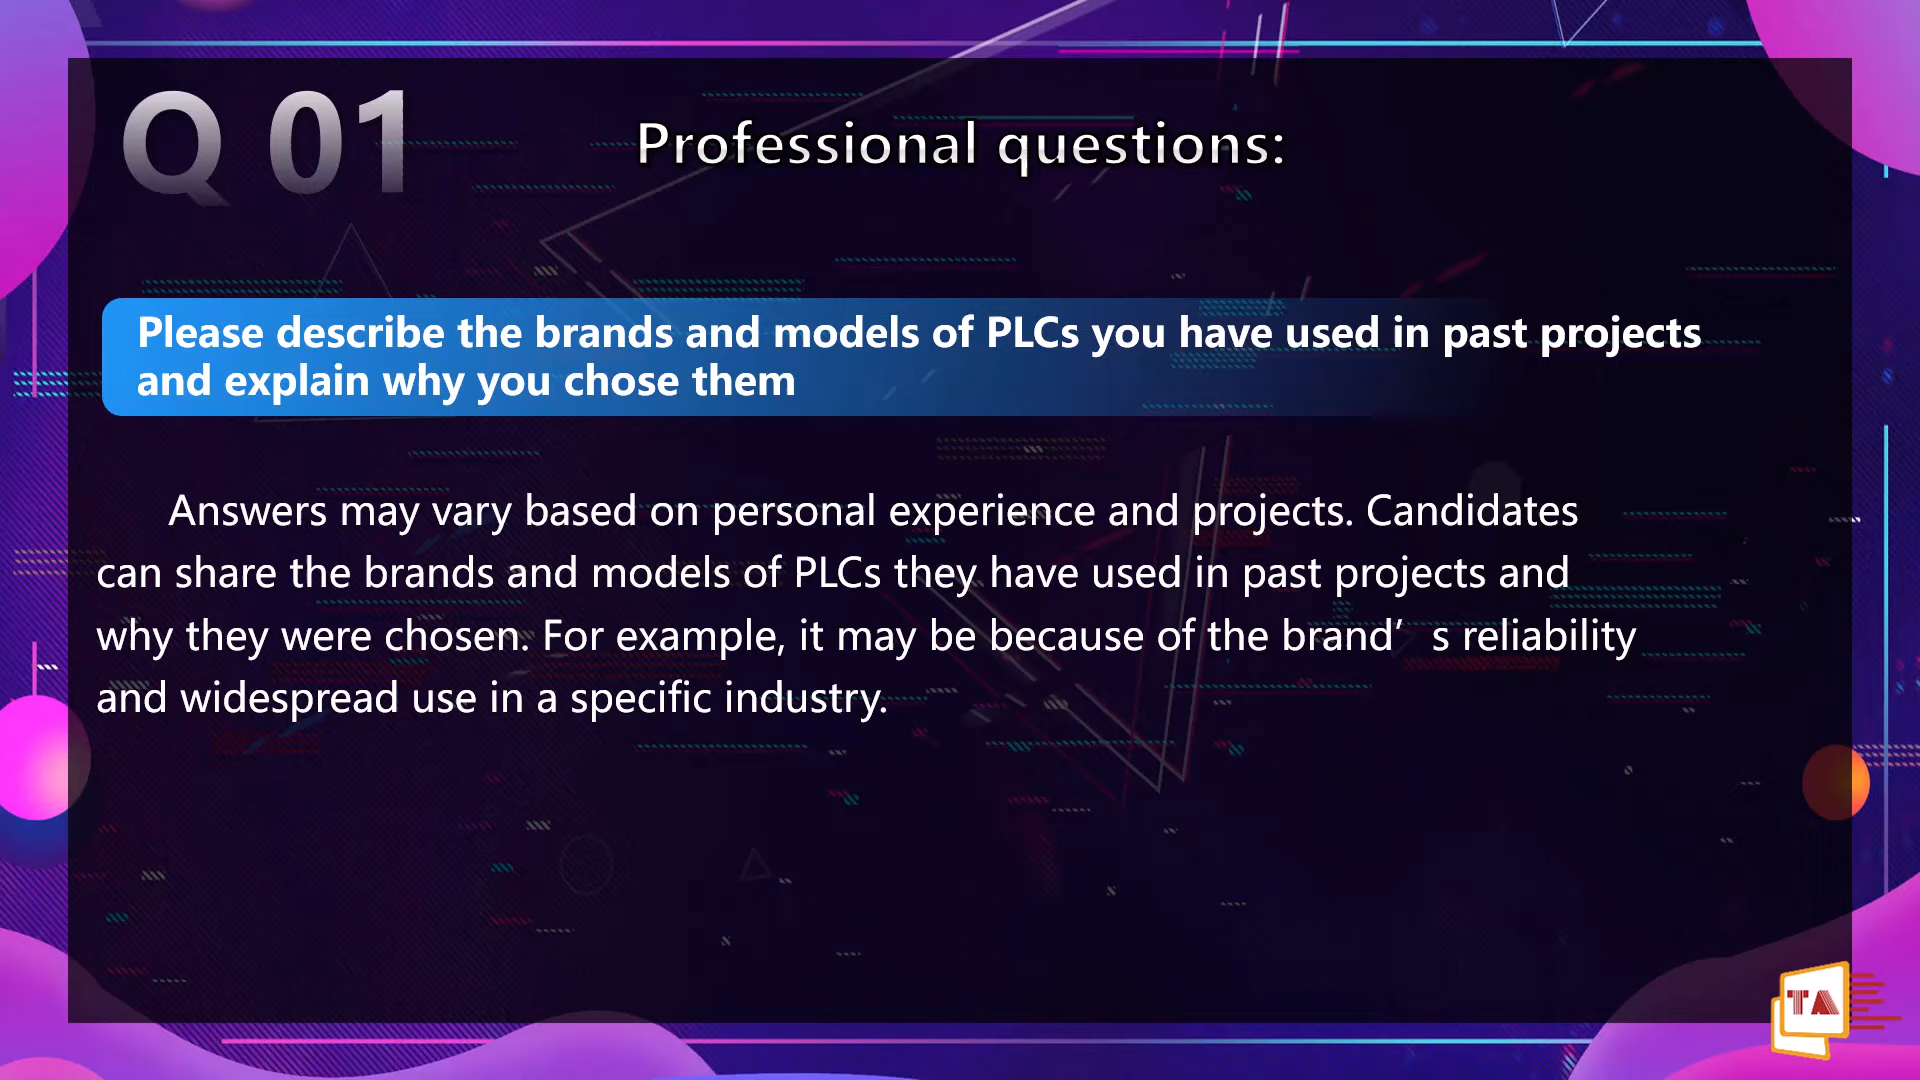 Q 01
Professional questions:
Please describe the brands and models of PLCs you have used in past projects
and explain why you chose them
Answers may vary based on personal experience and projects. Candidates
can share the brands and models of PLCs they have used in past projects and
why they were chosen. For example, it may be because of the brand’s reliability
and widespread use in a specific industry.
TA